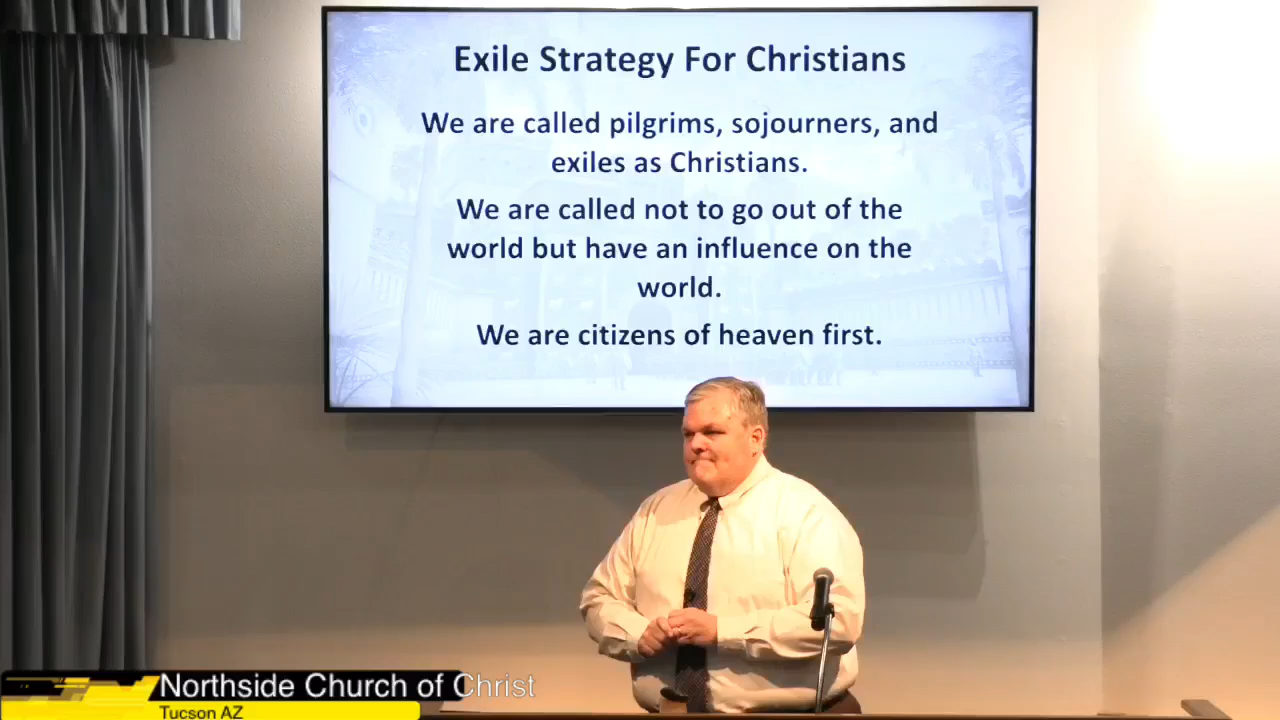 Exile Strategy For Christians
We are called pilgrims, sojourners, and
exiles as Christians.
We are called not to go out of the
world but have an influence on the
world.
We are citizens of heaven first.
Northside Church of Christ
Tucson AZ